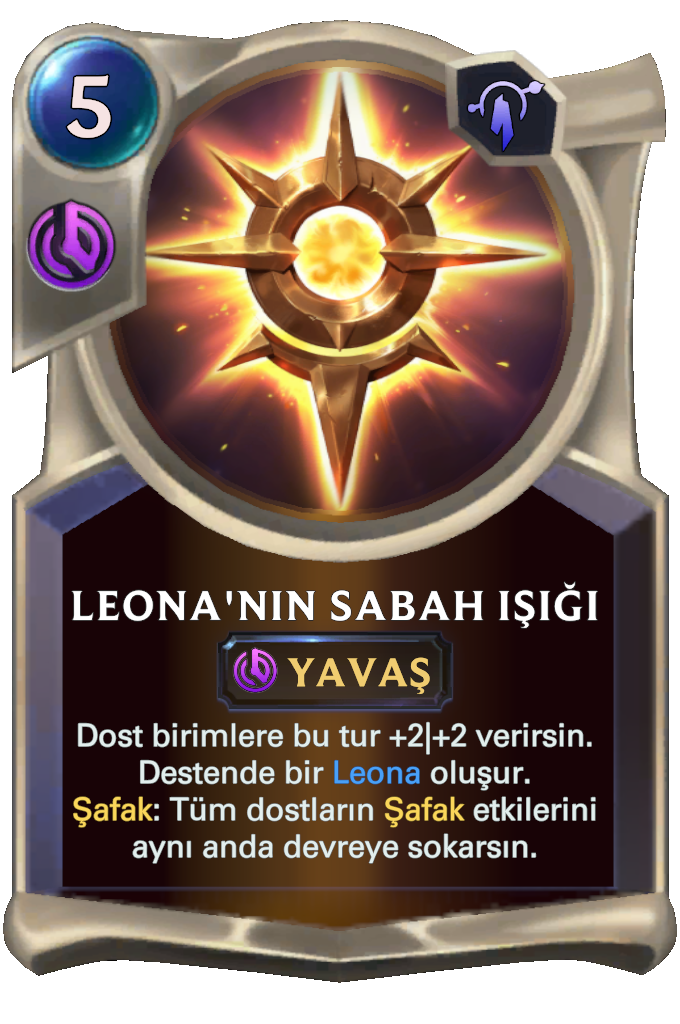 5
LEONA'NIN SABAH IŞIĞI
YAVAŞ
Dost birimlere bu tur +2|+2 verirsin.
Destende bir Leona oluşur.
Şafak: Tüm dostların Şafak etkilerini
aynı anda devreye sokarsın.